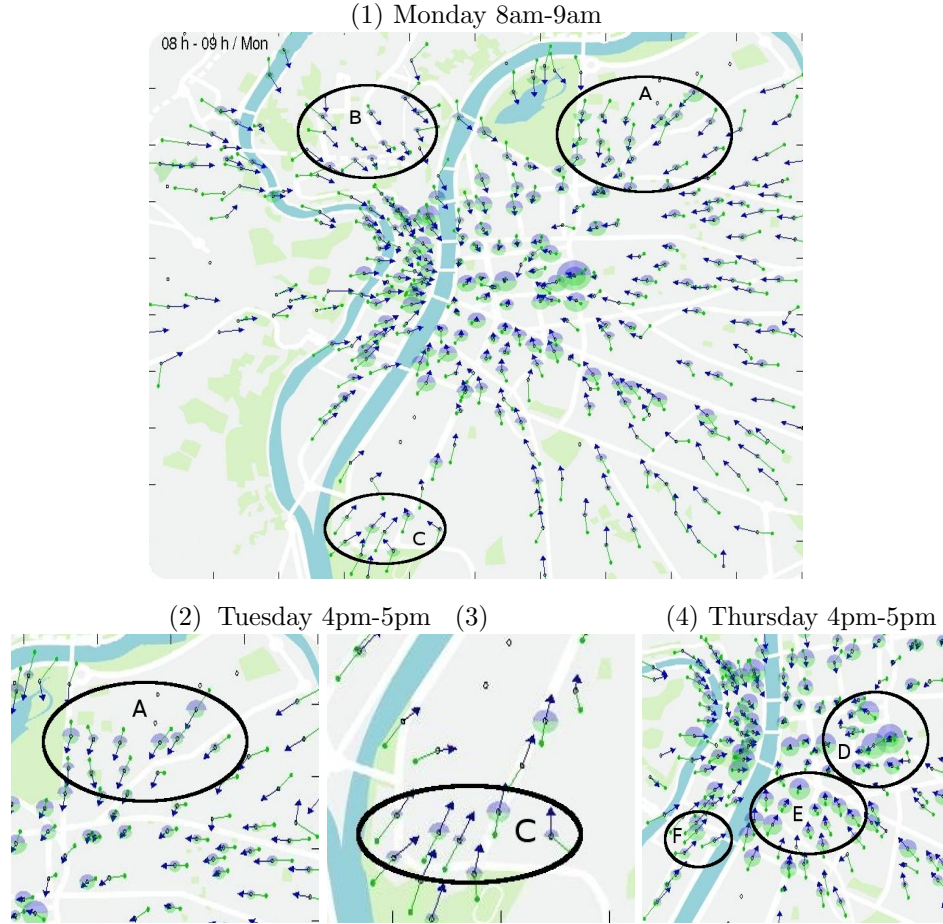 (1) Monday 8am-9am
08 h - 09 h / Mon
A
B
C
(2) Tuesday 4pm-5pm (3)
(4) Thursday 4pm-5pm
A
C
D
E
F